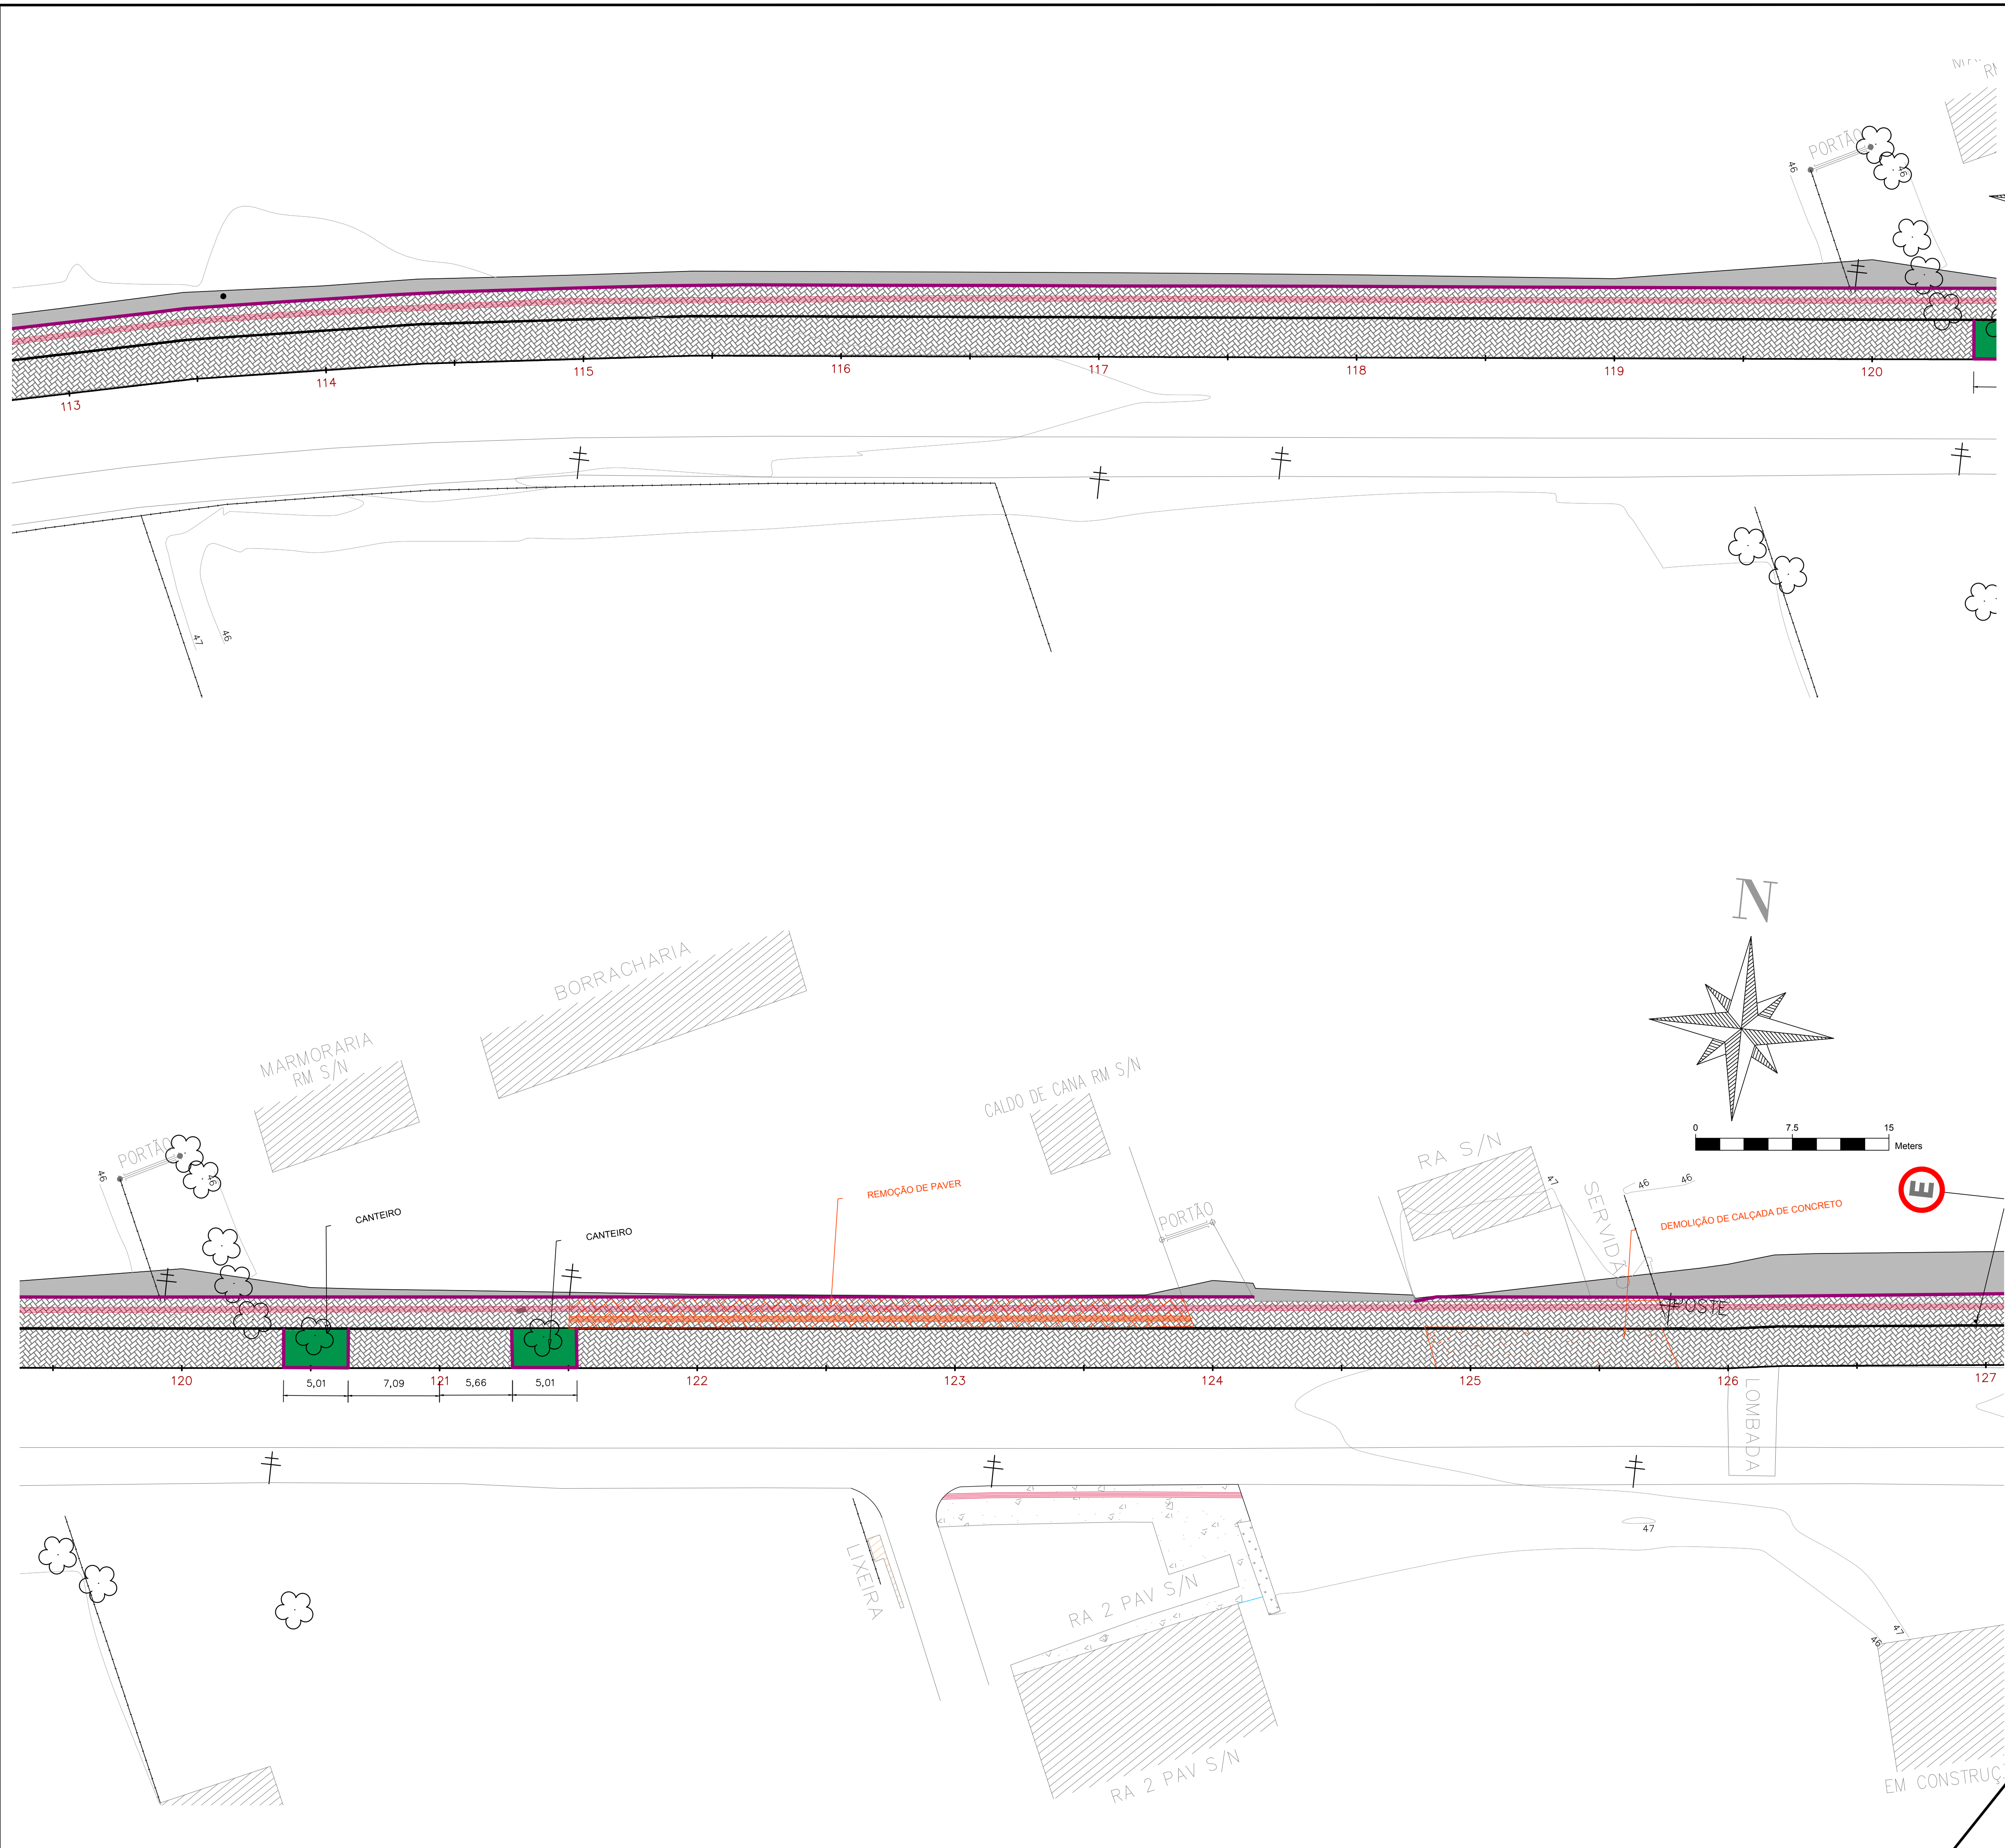 PORTÃO
46
46
113
114
115
116
117
118
119
120
47
46
N
0 7.5 15
Meters
BORRACHARIA
MARMORARIA
RM S/N
CALDO DE CANA RM S/N
RA S/N
PORTÃO
46
46
PORTÃO
47
SERVIDÃO
46
46
E
CANTEIRO
CANTEIRO
REMOÇÃO DE PAVER
DEMOLIÇÃO DE CALÇADA DE CONCRETO
POSTE
120
5,01
7,09
121
5,66
5,01
122
123
124
125
126
127
LOMBADA
47
LIXEIRA
RA 2 PAV S/N
RA 2 PAV S/N
46
47